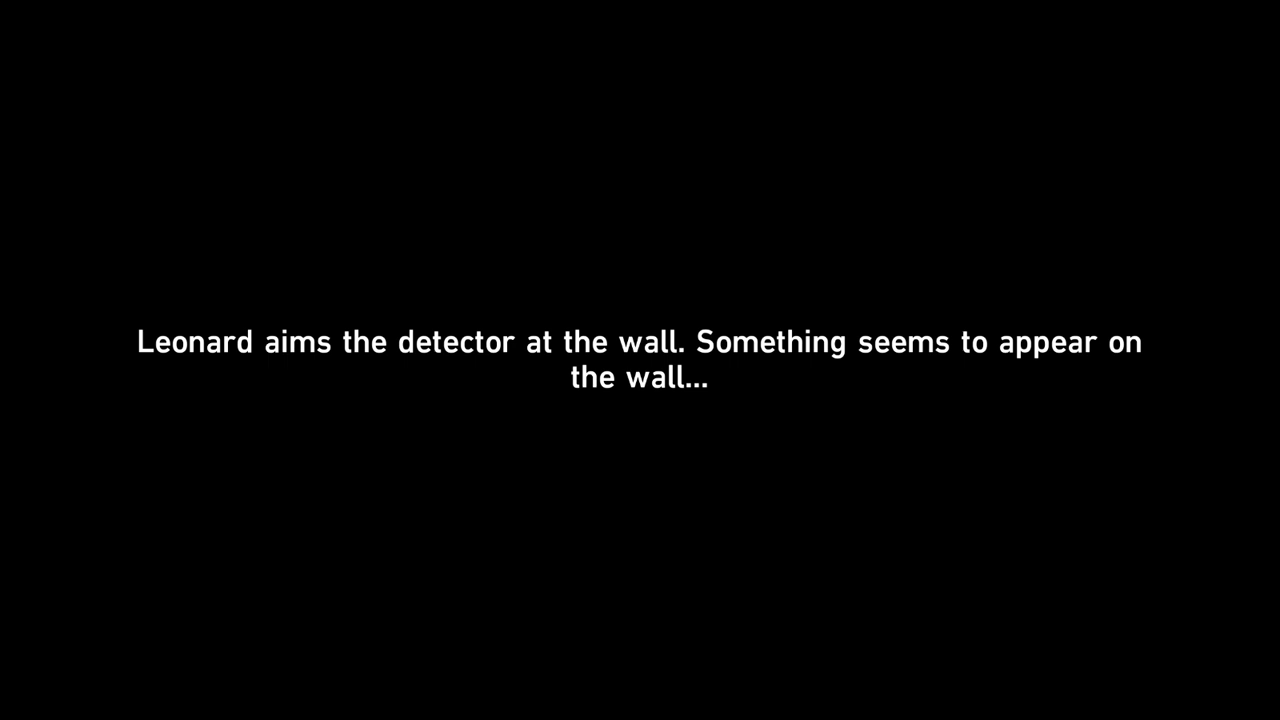 Leonard aims the detector at the wall. Something seems to appear on
the wall...